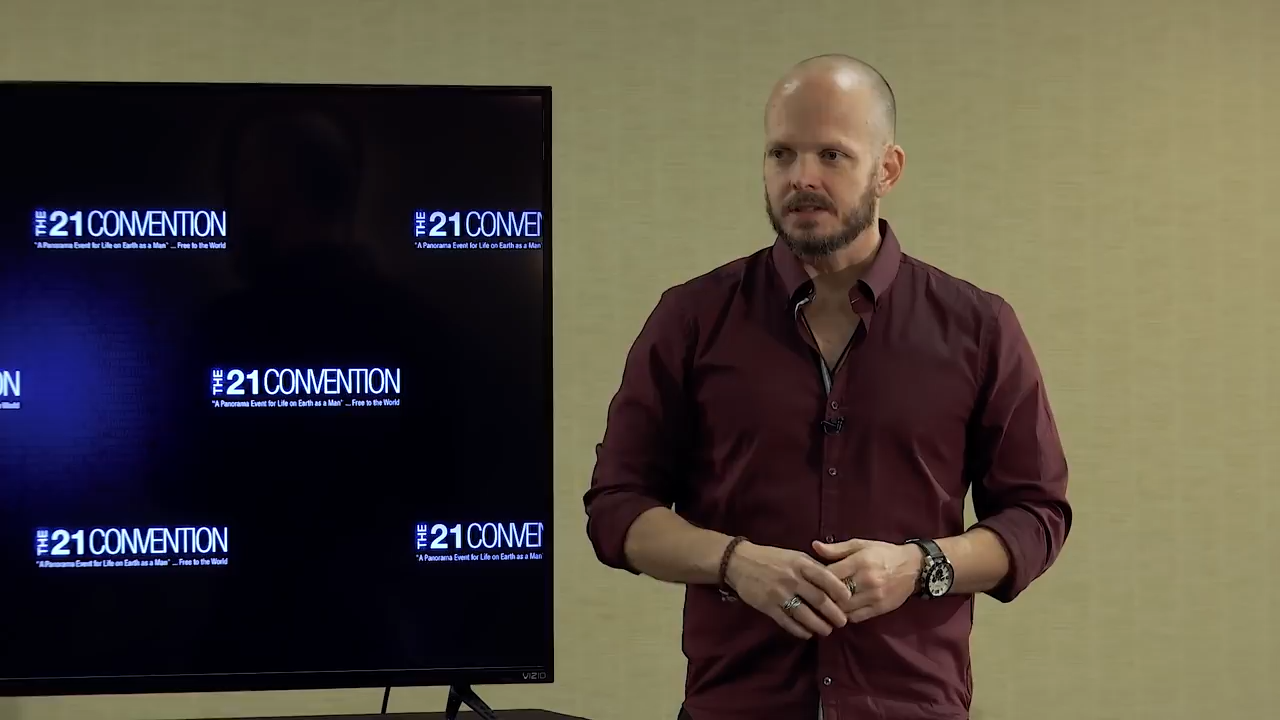 THE 21 CONVENTION
"A Panorama Event for Life on Earth as a Man" ... Free to the World
THE 21 CONVEN
"A Panorama Event for Life on Earth as a Man
ON
World
THE 21 CONVENTION
"A Panorama Event for Life on Earth as a Man" ... Free to the World
THE 21 CONVENTION
"A Panorama Event for Life on Earth as a Man" ... Free to the World
THE 21 CONVEN
"A Panorama Event for Life on Earth as a Man
VIZIO